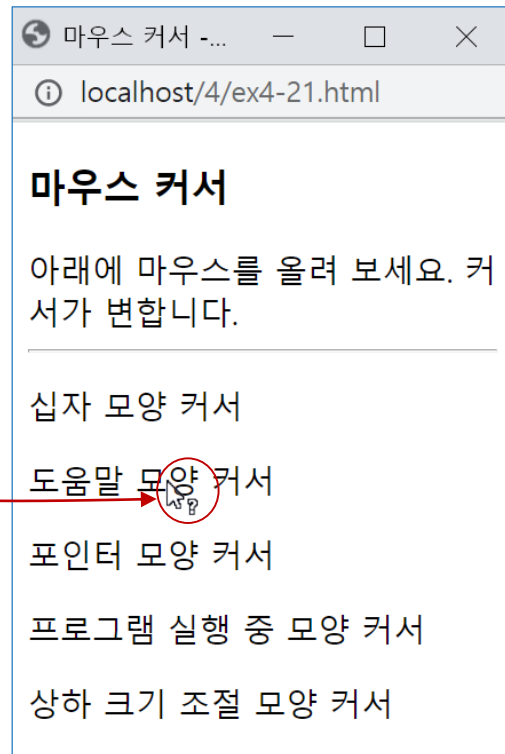 마우스 커서 -...
localhost/4/ex4-21.html
마우스 커서
아래에 마우스를 올려 보세요. 커
서가 변합니다.
십자 모양 커서
도움말 모양 커서
포인터 모양 커서
프로그램 실행 중 모양 커서
상하 크기 조절 모양 커서